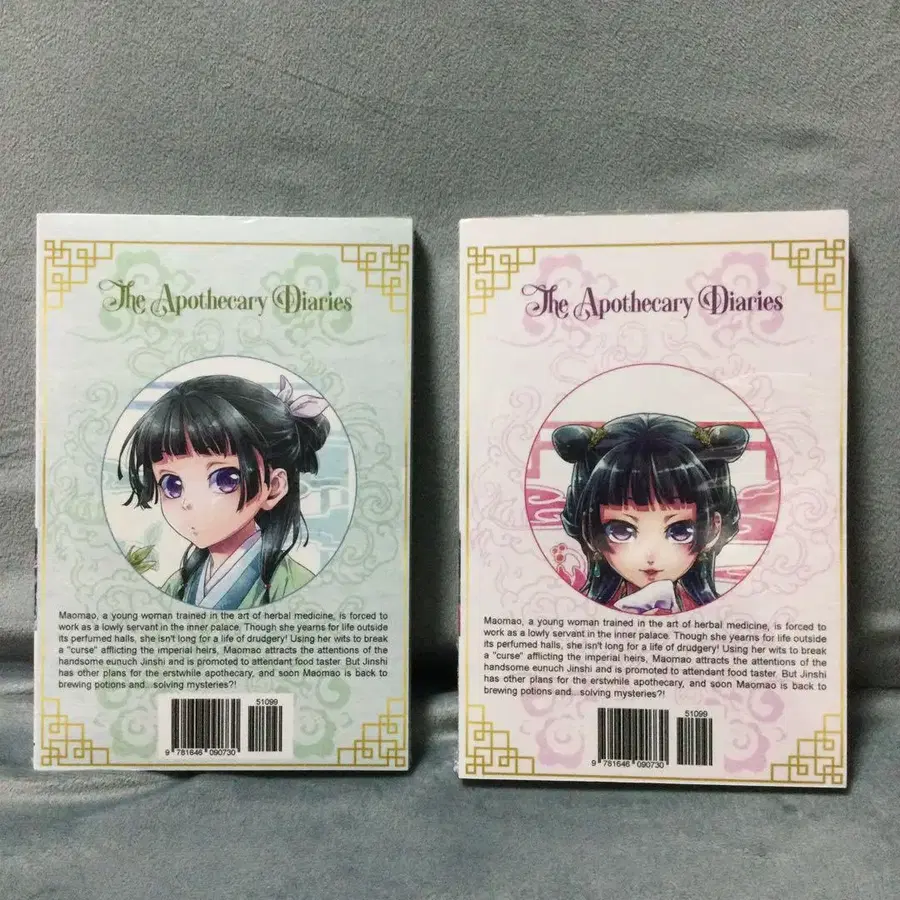 The Apothecary Diaries
Maomao, a young woman trained in the art of herbal medicine, is forced to
work as a lowly servant in the inner palace. Though she yearns for life outside
its perfumed halls, she isn't long for a life of drudgery! Using her wits to break
a "curse" afflicting the imperial heirs, Maomao attracts the attentions of the
handsome eunuch Jinshi and is promoted to attendant food taster. But Jinshi
has other plans for the erstwhile apothecary, and soon Maomao is back to
brewing potions and...solving mysteries?!
51099
9 781646 090730
The Apothecary Diaries
Maomao, a young woman trained in the art of herbal medicine, is forced to
work as a lowly servant in the inner palace. Though she yearns for life outside
its perfumed halls, she isn't long for a life of drudgery! Using her wits to break
a "curse" afflicting the imperial heirs, Maomao attracts the attentions of the
handsome eunuch Jinshi and is promoted to attendant food taster. But Jinshi
has other plans for the erstwhile apothecary, and soon Maomao is back to
brewing potions and...solving mysteries?!
51099
9 781646 090730